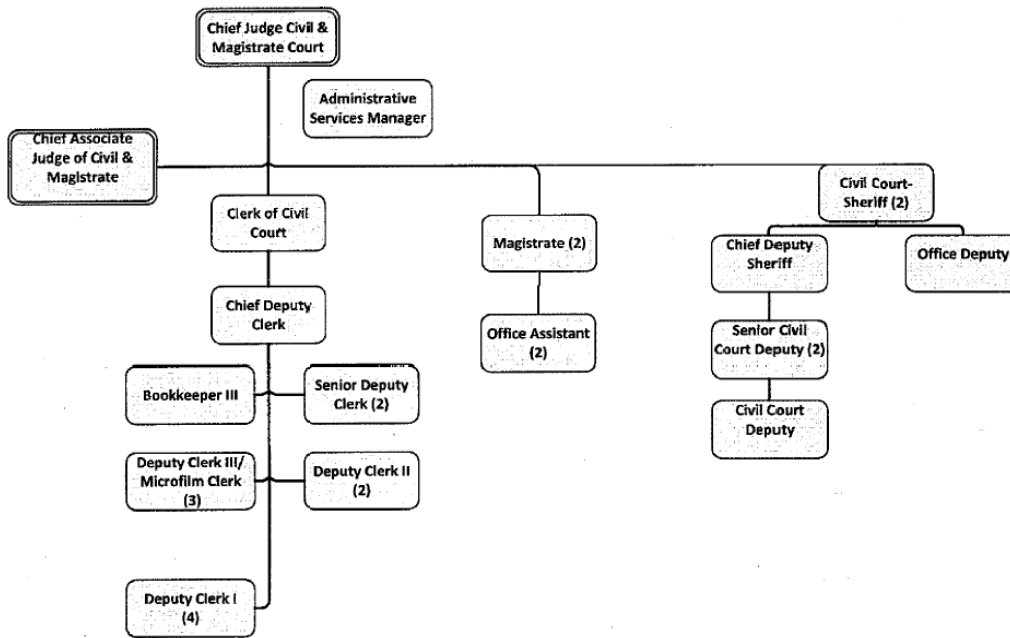 Chief Judge Civil &
Magistrate Court
Administrative
Services Manager
Chief Associate
Judge of Civil &
Magistrate
Clerk of Civil
Court
Magistrate (2)
Civil Court-
Sheriff (2)
Chief Deputy
Sheriff
Office Deputy
Chief Deputy
Clerk
Office Assistant
(2)
Senior Civil
Court Deputy (2)
Bookkeeper III
Senior Deputy
Clerk (2)
Civil Court
Deputy
Deputy Clerk III/
Microfilm Clerk
(3)
Deputy Clerk II
(2)
Deputy Clerk I
(4)